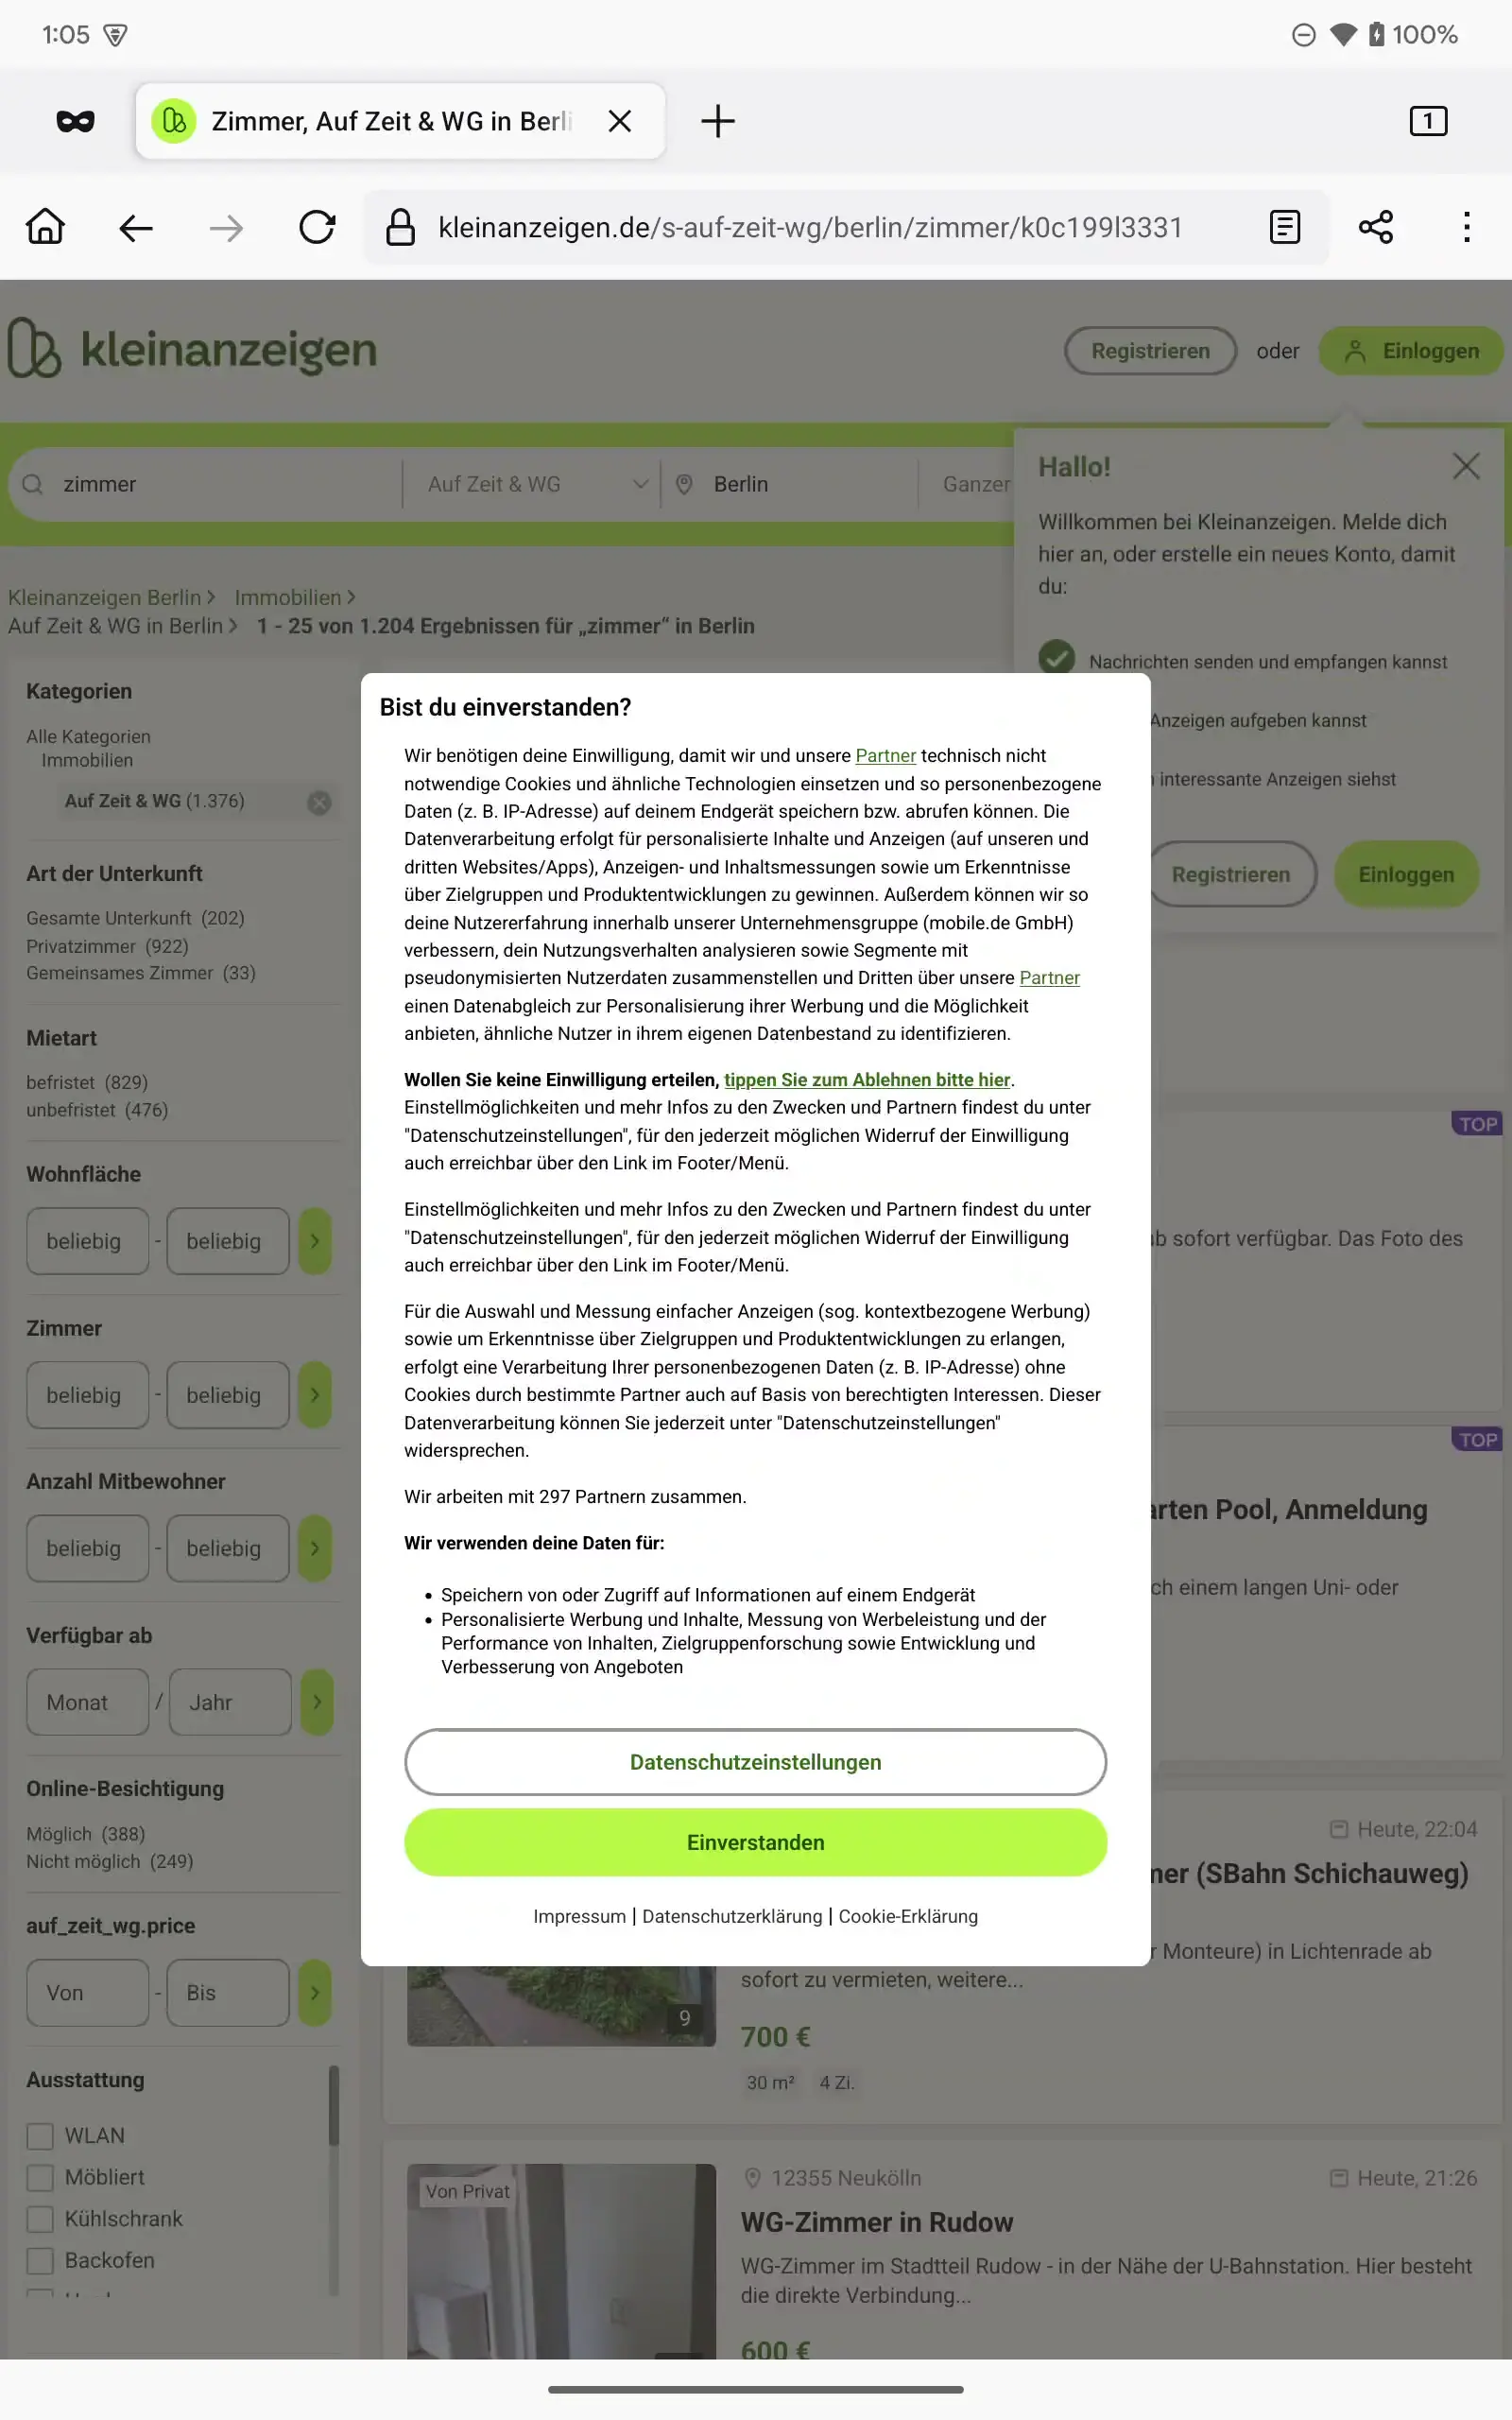 1:05
100%
Zimmer, Auf Zeit & WG in Berli
1
kleinanzeigen.de/s-auf-zeit-wg/berlin/zimmer/k0c199l3331
kleinanzeigen
Registrieren oder Einloggen
zimmer
Auf Zeit & WG
Berlin
Ganzer
Hallo!
Willkommen bei Kleinanzeigen. Melde dich
hier an, oder erstelle ein neues Konto, damit
du:
Nachrichten senden und empfangen kannst
Anzeigen aufgeben kannst
interessante Anzeigen siehst
Registrieren
Einloggen
Kleinanzeigen Berlin > Immobilien >
Auf Zeit & WG in Berlin > 1 - 25 von 1.204 Ergebnissen für „zimmer“ in Berlin
Kategorien
Alle Kategorien
Immobilien
Auf Zeit & WG (1.376)
Art der Unterkunft
Gesamte Unterkunft (202)
Privatzimmer (922)
Gemeinsames Zimmer (33)
Mietart
befristet (829)
unbefristet (476)
Wohnfläche
beliebig - beliebig
Zimmer
beliebig - beliebig
Anzahl Mitbewohner
beliebig - beliebig
Verfügbar ab
Monat / Jahr
Online-Besichtigung
Möglich (388)
Nicht möglich (249)
auf_zeit_wg.price
Von - Bis
Ausstattung
WLAN
Möbliert
Kühlschrank
Backofen
Bist du einverstanden?
Wir benötigen deine Einwilligung, damit wir und unsere Partner technisch nicht
notwendige Cookies und ähnliche Technologien einsetzen und so personenbezogene
Daten (z. B. IP-Adresse) auf deinem Endgerät speichern bzw. abrufen können. Die
Datenverarbeitung erfolgt für personalisierte Inhalte und Anzeigen (auf unseren und
dritten Websites/Apps), Anzeigen- und Inhaltsmessungen sowie um Erkenntnisse
über Zielgruppen und Produktentwicklungen zu gewinnen. Außerdem können wir so
deine Nutzererfahrung innerhalb unserer Unternehmensgruppe (mobile.de GmbH)
verbessern, dein Nutzungsverhalten analysieren sowie Segmente mit
pseudonymisierten Nutzerdaten zusammenstellen und Dritten über unsere Partner
einen Datenabgleich zur Personalisierung ihrer Werbung und die Möglichkeit
anbieten, ähnliche Nutzer in ihrem eigenen Datenbestand zu identifizieren.
Wollen Sie keine Einwilligung erteilen, tippen Sie zum Ablehnen bitte hier.
Einstellmöglichkeiten und mehr Infos zu den Zwecken und Partnern findest du unter
"Datenschutzeinstellungen", für den jederzeit möglichen Widerruf der Einwilligung
auch erreichbar über den Link im Footer/Menü.
Einstellmöglichkeiten und mehr Infos zu den Zwecken und Partnern findest du unter
"Datenschutzeinstellungen", für den jederzeit möglichen Widerruf der Einwilligung
auch erreichbar über den Link im Footer/Menü.
Für die Auswahl und Messung einfacher Anzeigen (sog. kontextbezogene Werbung)
sowie um Erkenntnisse über Zielgruppen und Produktentwicklungen zu erlangen,
erfolgt eine Verarbeitung Ihrer personenbezogenen Daten (z. B. IP-Adresse) ohne
Cookies durch bestimmte Partner auch auf Basis von berechtigten Interessen. Dieser
Datenverarbeitung können Sie jederzeit unter "Datenschutzeinstellungen"
widersprechen.
Wir arbeiten mit 297 Partnern zusammen.
Wir verwenden deine Daten für:
• Speichern von oder Zugriff auf Informationen auf einem Endgerät
• Personalisierte Werbung und Inhalte, Messung von Werbeleistung und der
Performance von Inhalten, Zielgruppenforschung sowie Entwicklung und
Verbesserung von Angeboten
Datenschutzeinstellungen
Einverstanden
Impressum | Datenschutzerklärung | Cookie-Erklärung
TOP
ab sofort verfügbar. Das Foto des
TOP
arten Pool, Anmeldung
ch einem langen Uni- oder
Heute, 22:04
mer (SBahn Schichauweg)
r Monteure) in Lichtenrade ab
sofort zu vermieten, weitere...
9
700 €
30 m² 4 Zi.
Von Privat
12355 Neukölln
Heute, 21:26
WG-Zimmer in Rudow
WG-Zimmer im Stadtteil Rudow - in der Nähe der U-Bahnstation. Hier besteht
die direkte Verbindung...
600 €